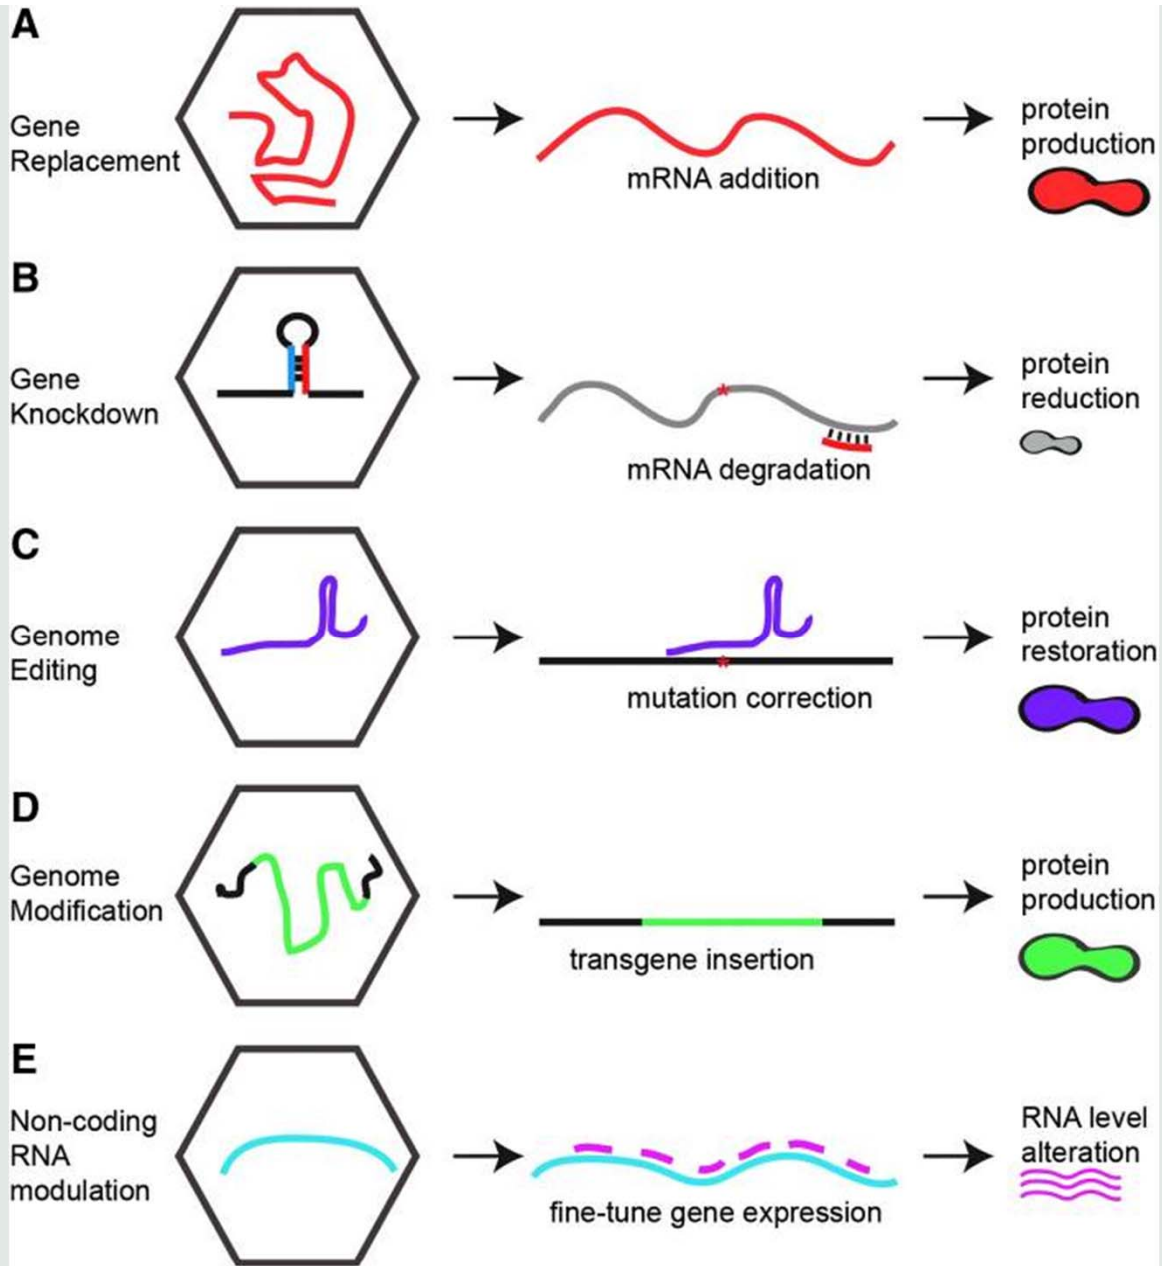 A
Gene
Replacement
mRNA addition
protein
production
B
Gene
Knockdown
mRNA degradation
protein
reduction
C
Genome
Editing
mutation correction
protein
restoration
D
Genome
Modification
transgene insertion
protein
production
E
Non-coding
RNA
modulation
fine-tune gene expression
RNA level
alteration